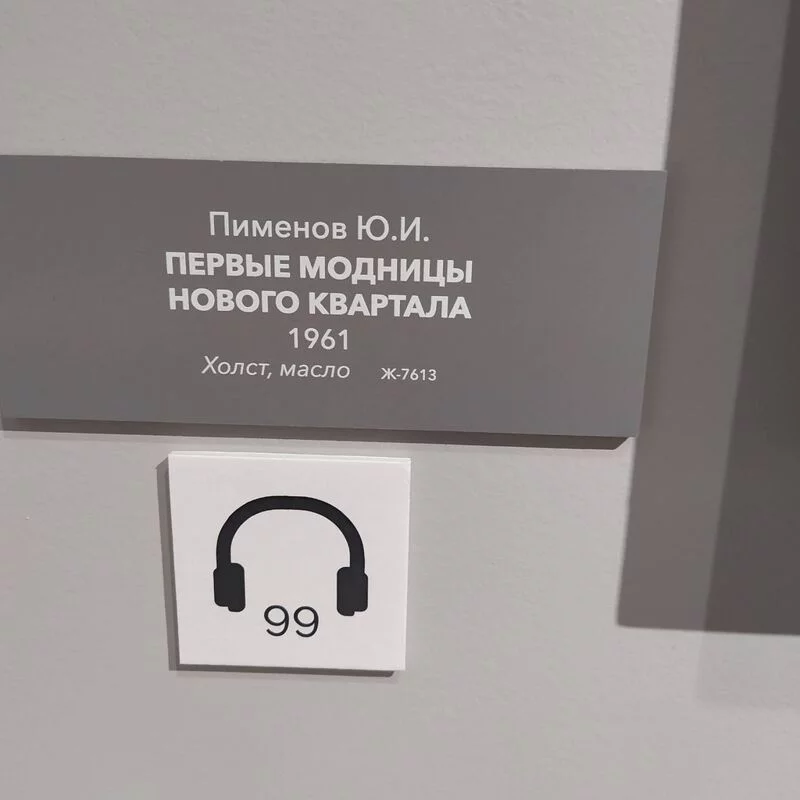 Пименов Ю.И.
ПЕРВЫЕ МОДНИЦЫ
НОВОГО КВАРТАЛА
1961
Холст, масло Ж-7613
99